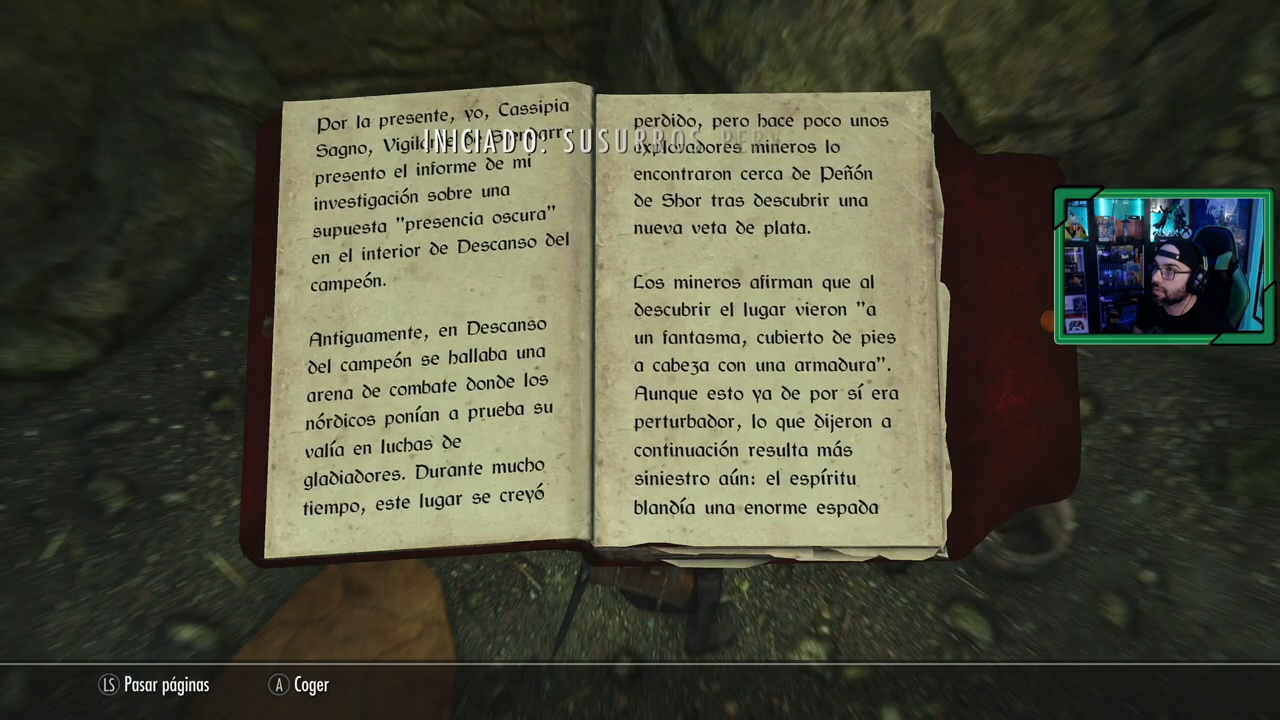 Por la presente, yo, Cassipia
Sagno, Vigilante de Stendarr,
presento el informe de mi
investigación sobre una
supuesta "presencia oscura"
en el interior de Descanso del
campeón.
Antiguamente, en Descanso
del campeón se hallaba una
arena de combate donde los
nórdicos ponían a prueba su
valía en luchas de
gladiadores. Durante mucho
tiempo, este lugar se creyó
perdido, pero hace poco unos
exploradores mineros lo
encontraron cerca de Peñón
de Shor tras descubrir una
nueva veta de plata.
Los mineros afirman que al
descubrir el lugar vieron "a
un fantasma, cubierto de pies
a cabeza con una armadura".
Aunque esto ya de por sí era
perturbador, lo que dijeron a
continuación resulta más
siniestro aún: el espíritu
blandía una enorme espada
INICIADO: SUSURROS
LS Pasar páginas
A Coger